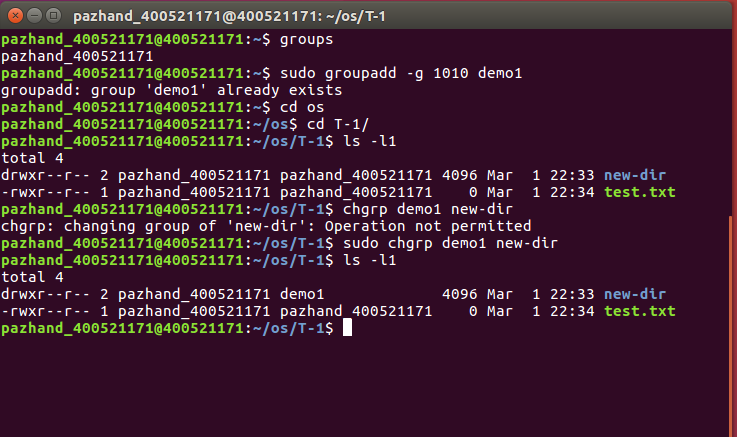 pazhand_400521171@400521171: ~/os/T-1
pazhand_400521171@400521171:~$ groups
pazhand_400521171
pazhand_400521171@400521171:~$ sudo groupadd -g 1010 demo1
groupadd: group 'demo1' already exists
pazhand_400521171@400521171:~$ cd os
pazhand_400521171@400521171:~/os$ cd T-1/
pazhand_400521171@400521171:~/os/T-1$ ls -l1
total 4
drwxr--r-- 2 pazhand_400521171 pazhand_400521171 4096 Mar  1 22:33 new-dir
-rwxr--r-- 1 pazhand_400521171 pazhand_400521171    0 Mar  1 22:34 test.txt
pazhand_400521171@400521171:~/os/T-1$ chgrp demo1 new-dir
chgrp: changing group of 'new-dir': Operation not permitted
pazhand_400521171@400521171:~/os/T-1$ sudo chgrp demo1 new-dir
pazhand_400521171@400521171:~/os/T-1$ ls -l1
total 4
drwxr--r-- 2 pazhand_400521171 demo1             4096 Mar  1 22:33 new-dir
-rwxr--r-- 1 pazhand_400521171 pazhand_400521171    0 Mar  1 22:34 test.txt
pazhand_400521171@400521171:~/os/T-1$